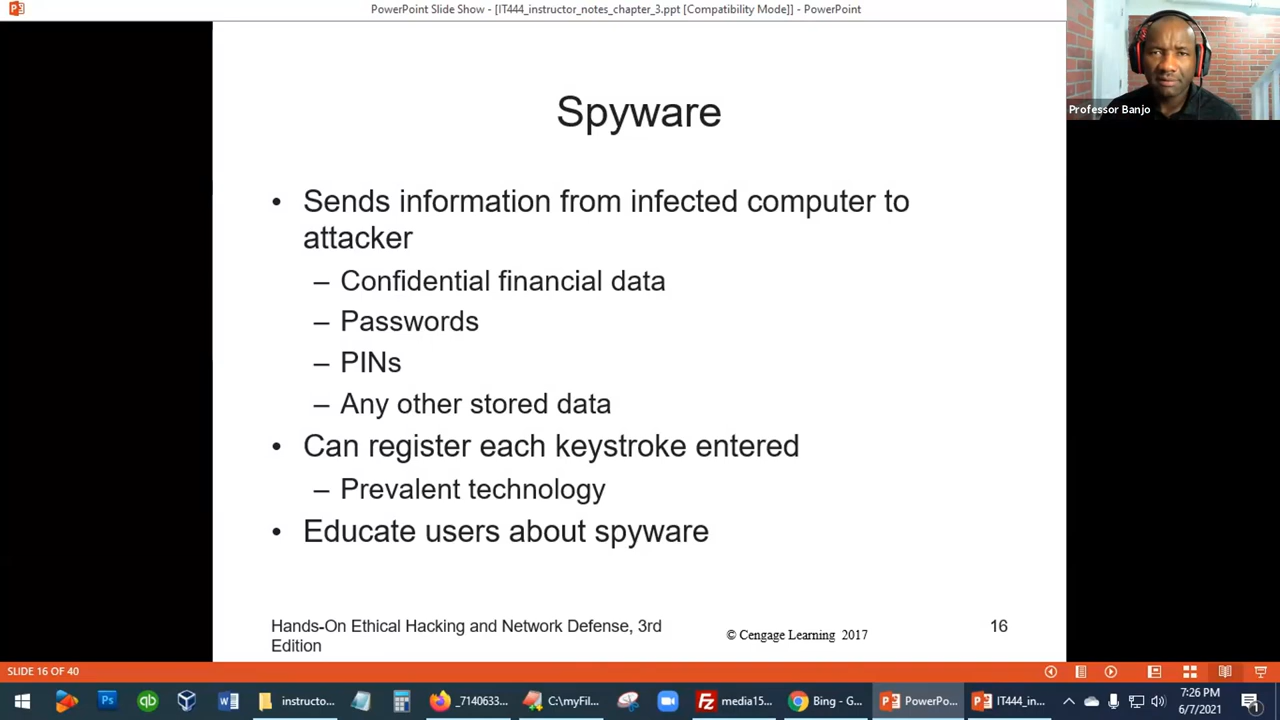 PowerPoint Slide Show - [IT444_instructor_notes_chapter_3.ppt [Compatibility Mode]] - PowerPoint
Professor Banjo
Spyware
• Sends information from infected computer to
attacker
– Confidential financial data
– Passwords
– PINs
– Any other stored data
• Can register each keystroke entered
– Prevalent technology
• Educate users about spyware
Hands-On Ethical Hacking and Network Defense, 3rd
Edition
© Cengage Learning 2017
16
SLIDE 16 OF 40
instructo...
_7140633...
C:\myFil...
media15...
Bing - G...
PowerPo...
IT444_in...
7:26 PM
6/7/2021